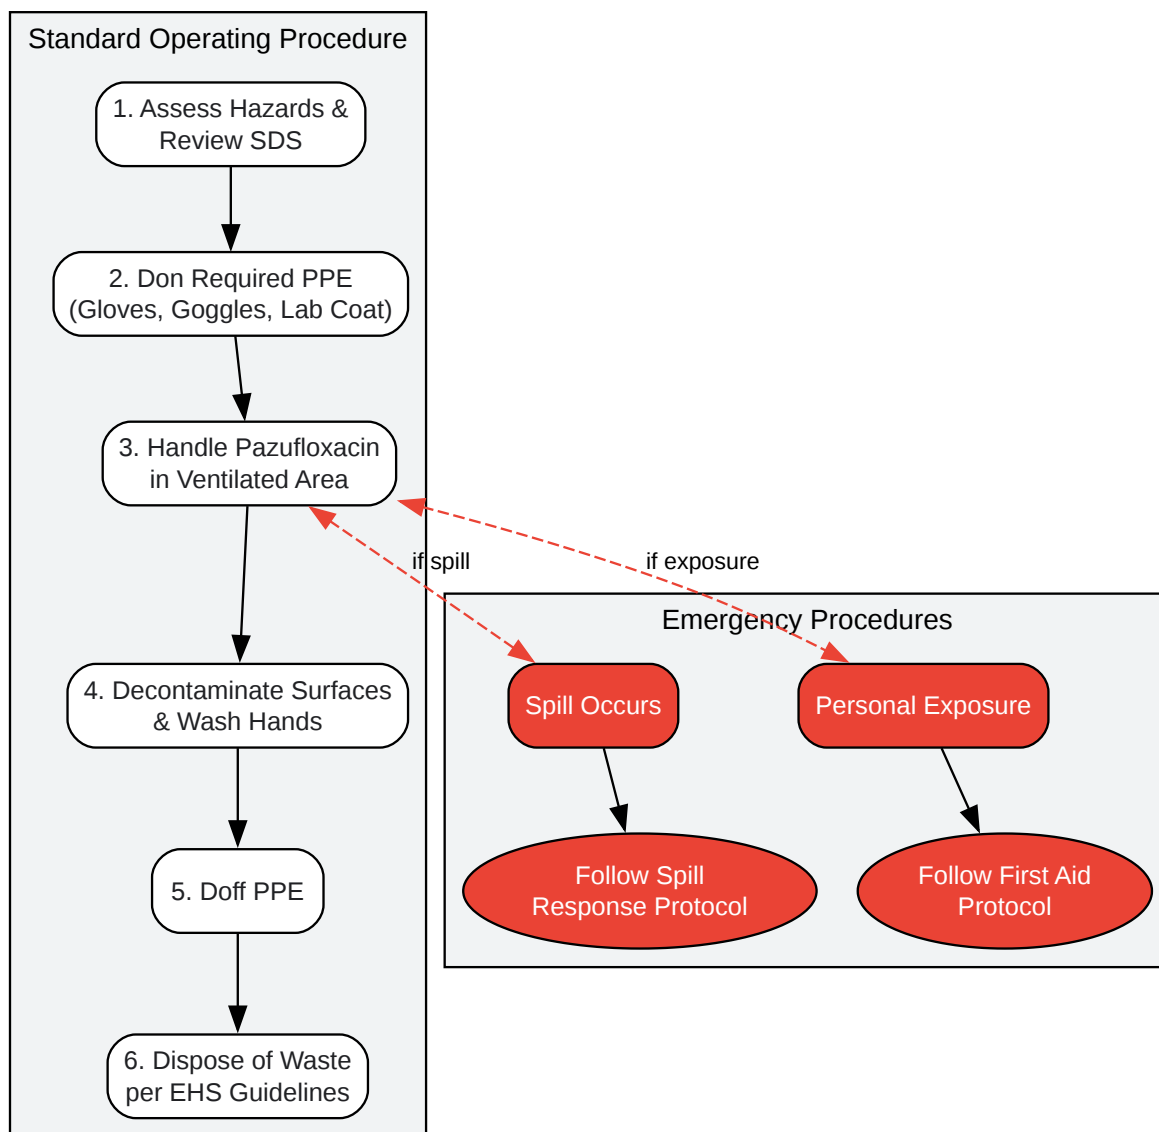 Standard Operating Procedure
1. Assess Hazards &
Review SDS
2. Don Required PPE
(Gloves, Goggles, Lab Coat)
3. Handle Pazufloxacin
in Ventilated Area
if spill
if exposure
4. Decontaminate Surfaces
& Wash Hands
5. Doff PPE
6. Dispose of Waste
per EHS Guidelines
Emergency Procedures
Spill Occurs
Personal Exposure
Follow Spill
Response Protocol
Follow First Aid
Protocol